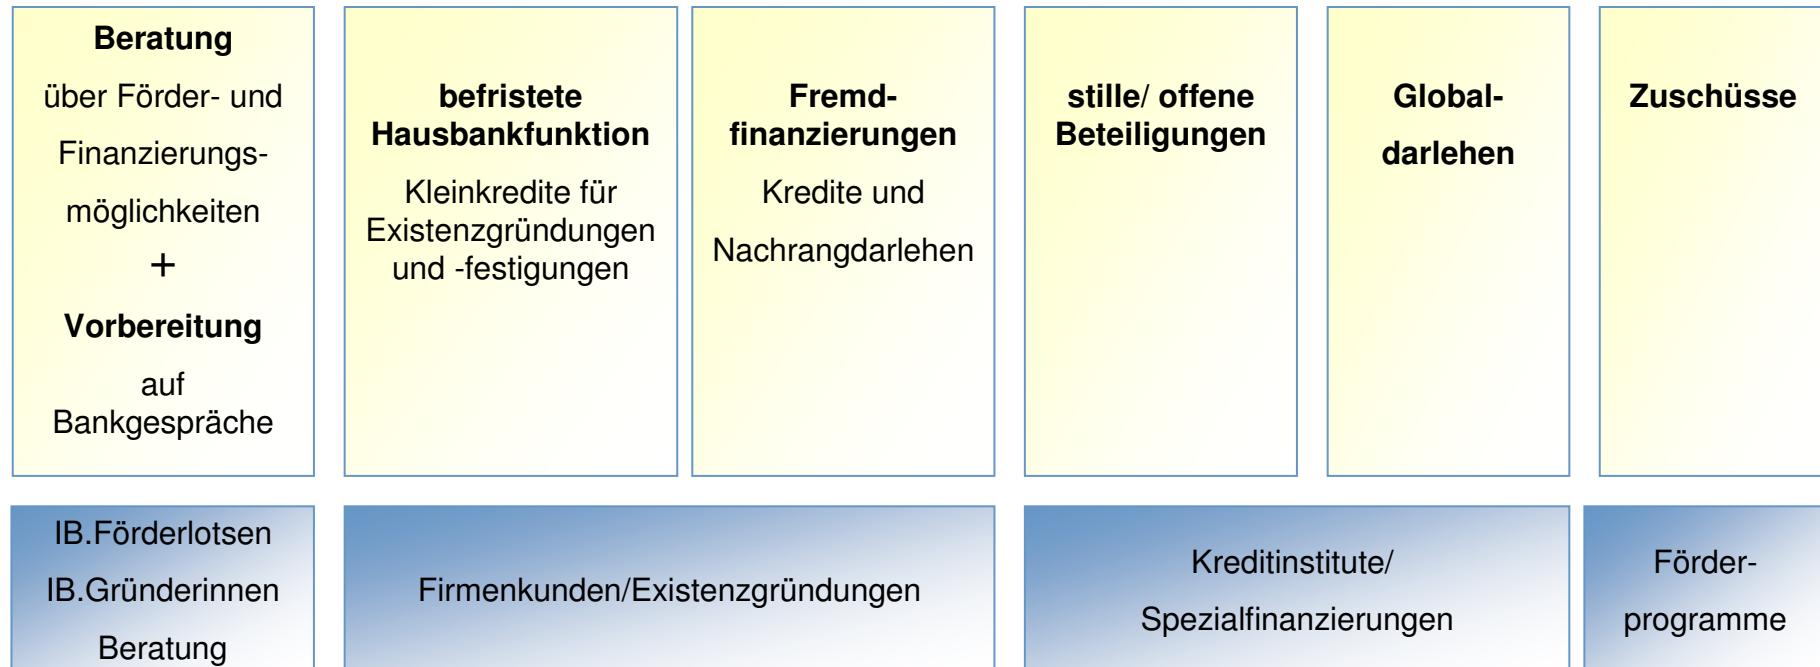 Beratung
über Förder- und
Finanzierungs-
möglichkeiten
+
Vorbereitung
auf
Bankgespräche
befristete
Hausbankfunktion
Kleinkredite für
Existenzgründungen
und -festigungen
Fremd-
finanzierungen
Kredite und
Nachrangdarlehen
stille/ offene
Beteiligungen
Global-
darlehen
Zuschüsse
IB.Förderlotsen
IB.Gründerinnen
Beratung
Firmenkunden/Existenzgründungen
Kreditinstitute/
Spezialfinanzierungen
Förder-
programme